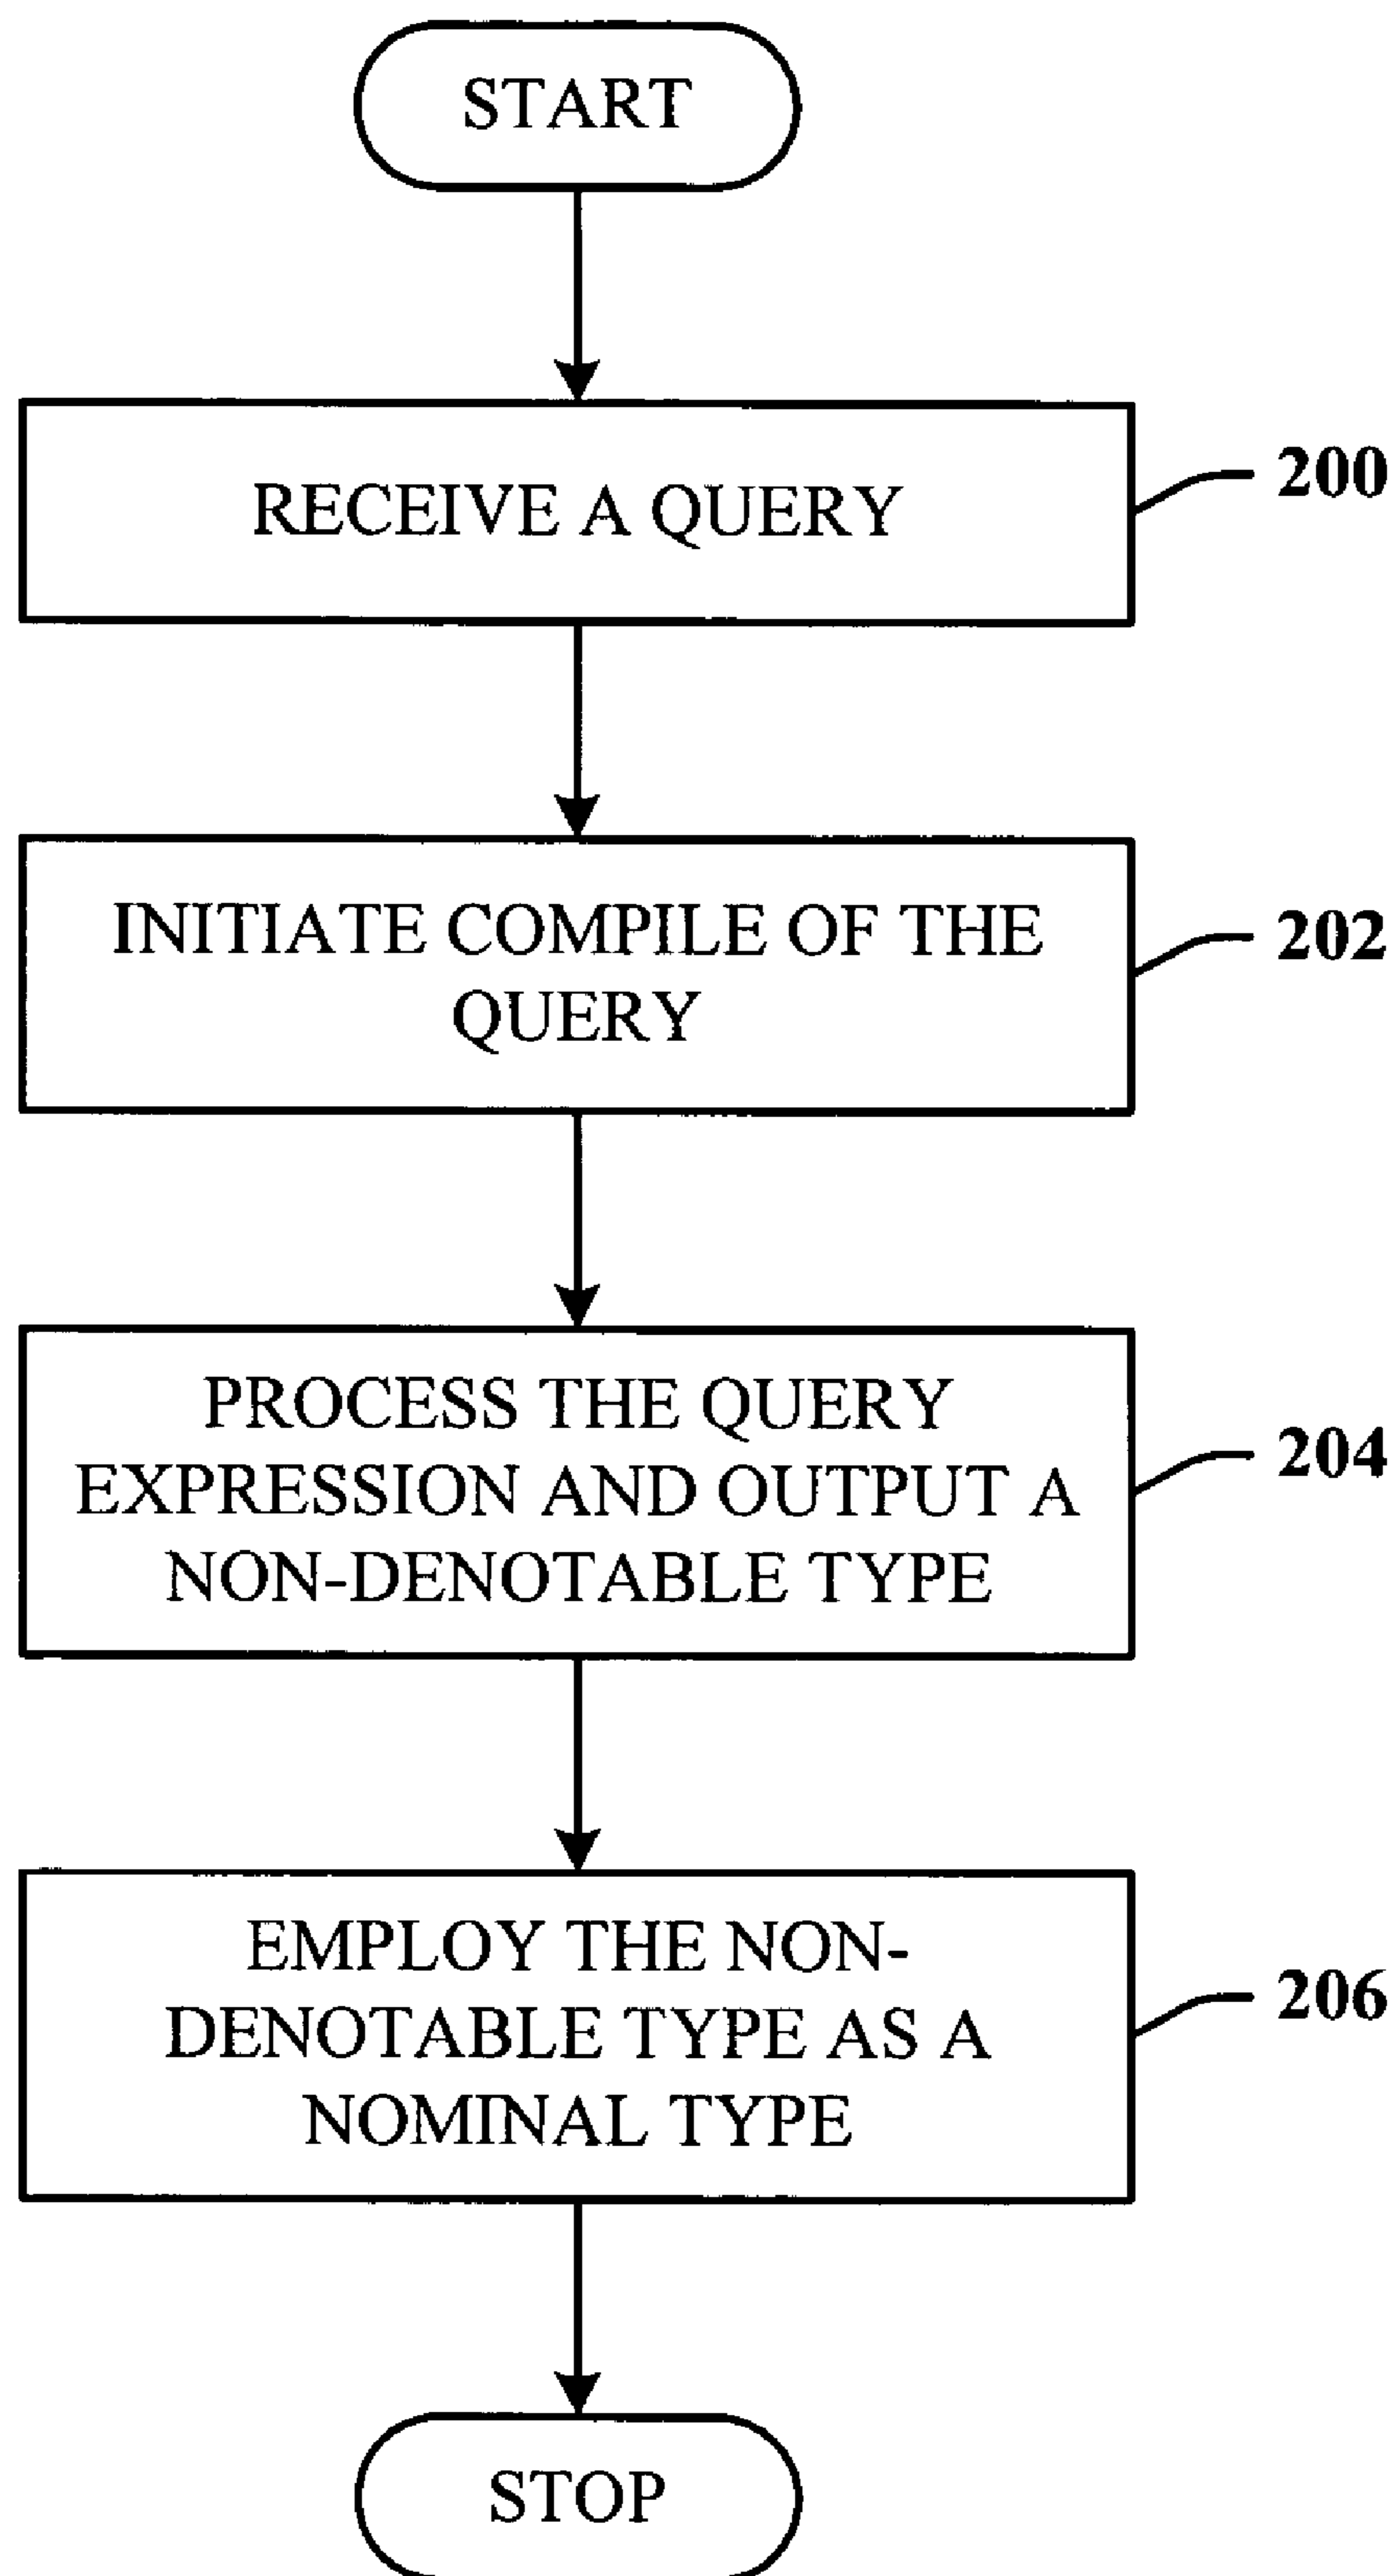 START
RECEIVE A QUERY
200
INITIATE COMPILE OF THE
QUERY
202
PROCESS THE QUERY
EXPRESSION AND OUTPUT A
NON-DENOTABLE TYPE
204
EMPLOY THE NON-
DENOTABLE TYPE AS A
NOMINAL TYPE
206
STOP